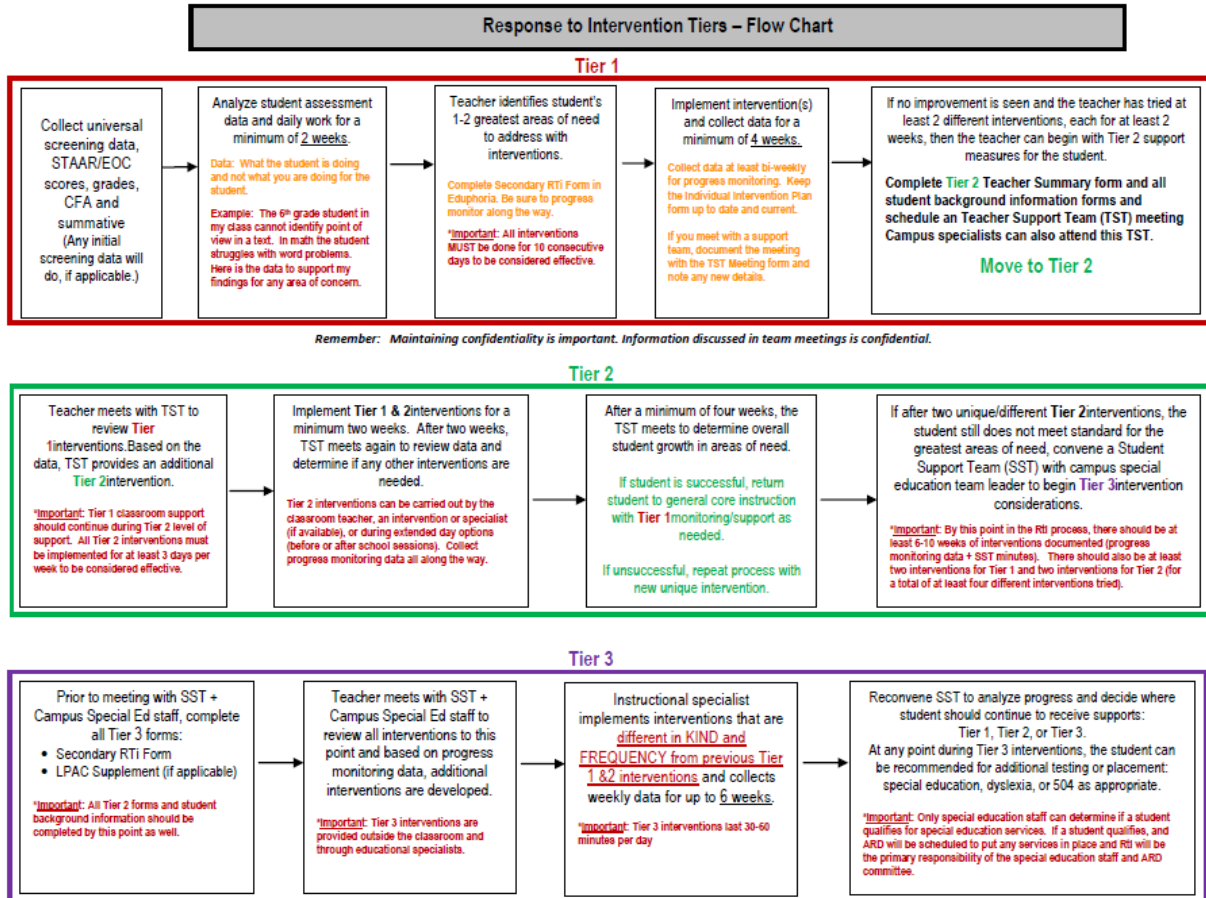 Response to Intervention Tiers – Flow Chart
Tier 1
Collect universal
screening data,
STAAR/EOC
scores, grades,
CFA and
summative
(Any initial
screening data will
do, if applicable.)
Analyze student assessment
data and daily work for a
minimum of 2 weeks.
Data: What the student is doing
and not what you are doing for the
student.
Example: The 6th grade student in
my class cannot identify point of
view in a text. In math the student
struggles with word problems.
Here is the data to support my
findings for any area of concern.
Teacher identifies student's
1-2 greatest areas of need
to address with
interventions.
Complete Secondary RTi Form in
Eduphoria. Be sure to progress
monitor along the way.
*Important: All interventions
MUST be done for 10 consecutive
days to be considered effective.
Implement intervention(s)
and collect data for a
minimum of 4 weeks.
Collect data at least bi-weekly
for progress monitoring. Keep
the Individual Intervention Plan
form up to date and current.
If you meet with a support
team, document the meeting
with the TST Meeting form and
note any new details.
If no improvement is seen and the teacher has tried at
least 2 different interventions, each for at least 2
weeks, then the teacher can begin with Tier 2 support
measures for the student.
Complete Tier 2 Teacher Summary form and all
student background information forms and
schedule an Teacher Support Team (TST) meeting
Campus specialists can also attend this TST.
Move to Tier 2
Remember: Maintaining confidentiality is important. Information discussed in team meetings is confidential.
Tier 2
Teacher meets with TST to
review Tier
1interventions.Based on the
data, TST provides an additional
Tier 2intervention.
*Important: Tier 1 classroom support
should continue during Tier 2 level of
support. All Tier 2 interventions must
be implemented for at least 3 days per
week to be considered effective.
Implement Tier 1 & 2interventions for a
minimum two weeks. After two weeks,
TST meets again to review data and
determine if any other interventions are
needed.
Tier 2 interventions can be carried out by the
classroom teacher, an intervention or specialist
(if available), or during extended day options
(before or after school sessions). Collect
progress monitoring data all along the way.
After a minimum of four weeks, the
TST meets to determine overall
student growth in areas of need.
If student is successful, return
student to general core instruction
with Tier 1monitoring/support as
needed.
If unsuccessful, repeat process with
new unique intervention.
If after two unique/different Tier 2interventions, the
student still does not meet standard for the
greatest areas of need, convene a Student
Support Team (SST) with campus special
education team leader to begin Tier 3intervention
considerations.
*Important: By this point in the RtI process, there should be at
least 6-10 weeks of interventions documented (progress
monitoring data + SST minutes). There should also be at least
two interventions for Tier 1 and two interventions for Tier 2 (for
a total of at least four different interventions tried).
Tier 3
Prior to meeting with SST +
Campus Special Ed staff, complete
all Tier 3 forms:
• Secondary RTi Form
• LPAC Supplement (if applicable)
*Important: All Tier 2 forms and student
background information should be
completed by this point as well.
Teacher meets with SST +
Campus Special Ed staff to
review all interventions to this
point and based on progress
monitoring data, additional
interventions are developed.
*Important: Tier 3 interventions are
provided outside the classroom and
through educational specialists.
Instructional specialist
implements interventions that are
different in KIND and
FREQUENCY from previous Tier
1 &2 interventions and collects
weekly data for up to 6 weeks.
*Important: Tier 3 interventions last 30-60
minutes per day
Reconvene SST to analyze progress and decide where
student should continue to receive supports:
Tier 1, Tier 2, or Tier 3.
At any point during Tier 3 interventions, the student can
be recommended for additional testing or placement:
special education, dyslexia, or 504 as appropriate.
*Important: Only special education staff can determine if a student
qualifies for special education services. If a student qualifies, and
ARD will be scheduled to put any services in place and RtI will be
the primary responsibility of the special education staff and ARD
committee.